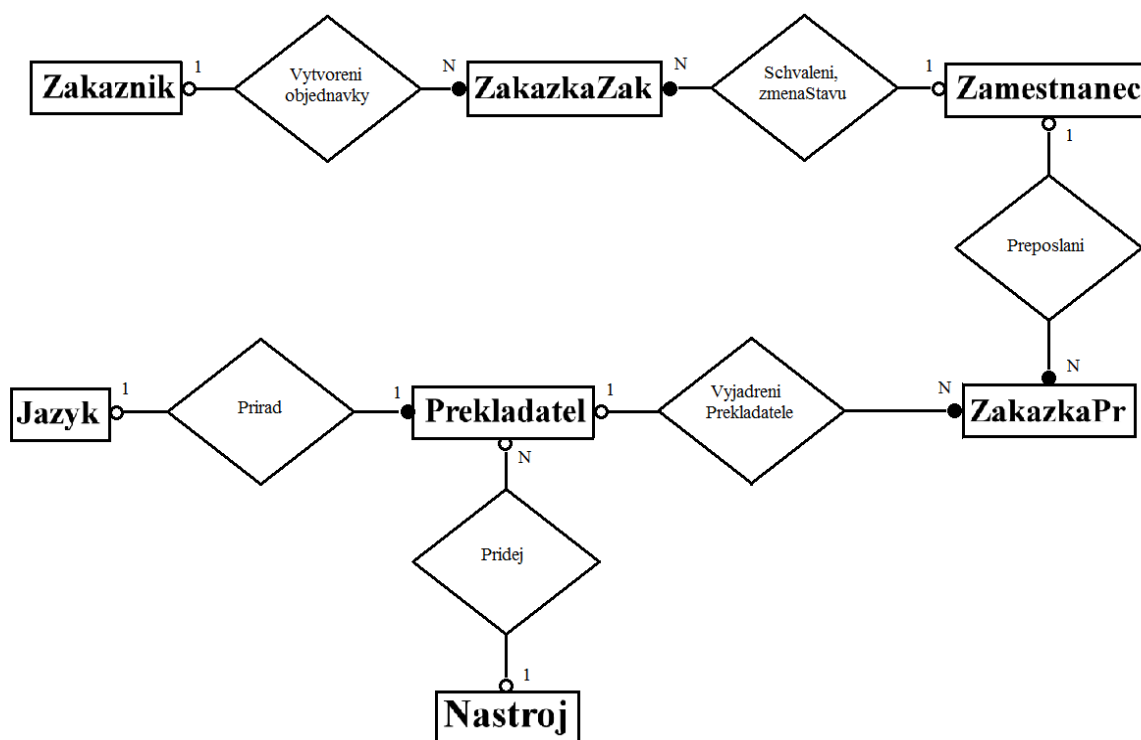 1
N
N
1
Zakaznik
Vytvoreni
objednavky
ZakazkaZak
Schvaleni,
zmenaStavu
Zamestnanec
1
Preposlani
N
1
1
1
N
Jazyk
Prirad
Prekladatel
Vyjadreni
Prekladatele
ZakazkaPr
N
Pridej
1
Nastroj